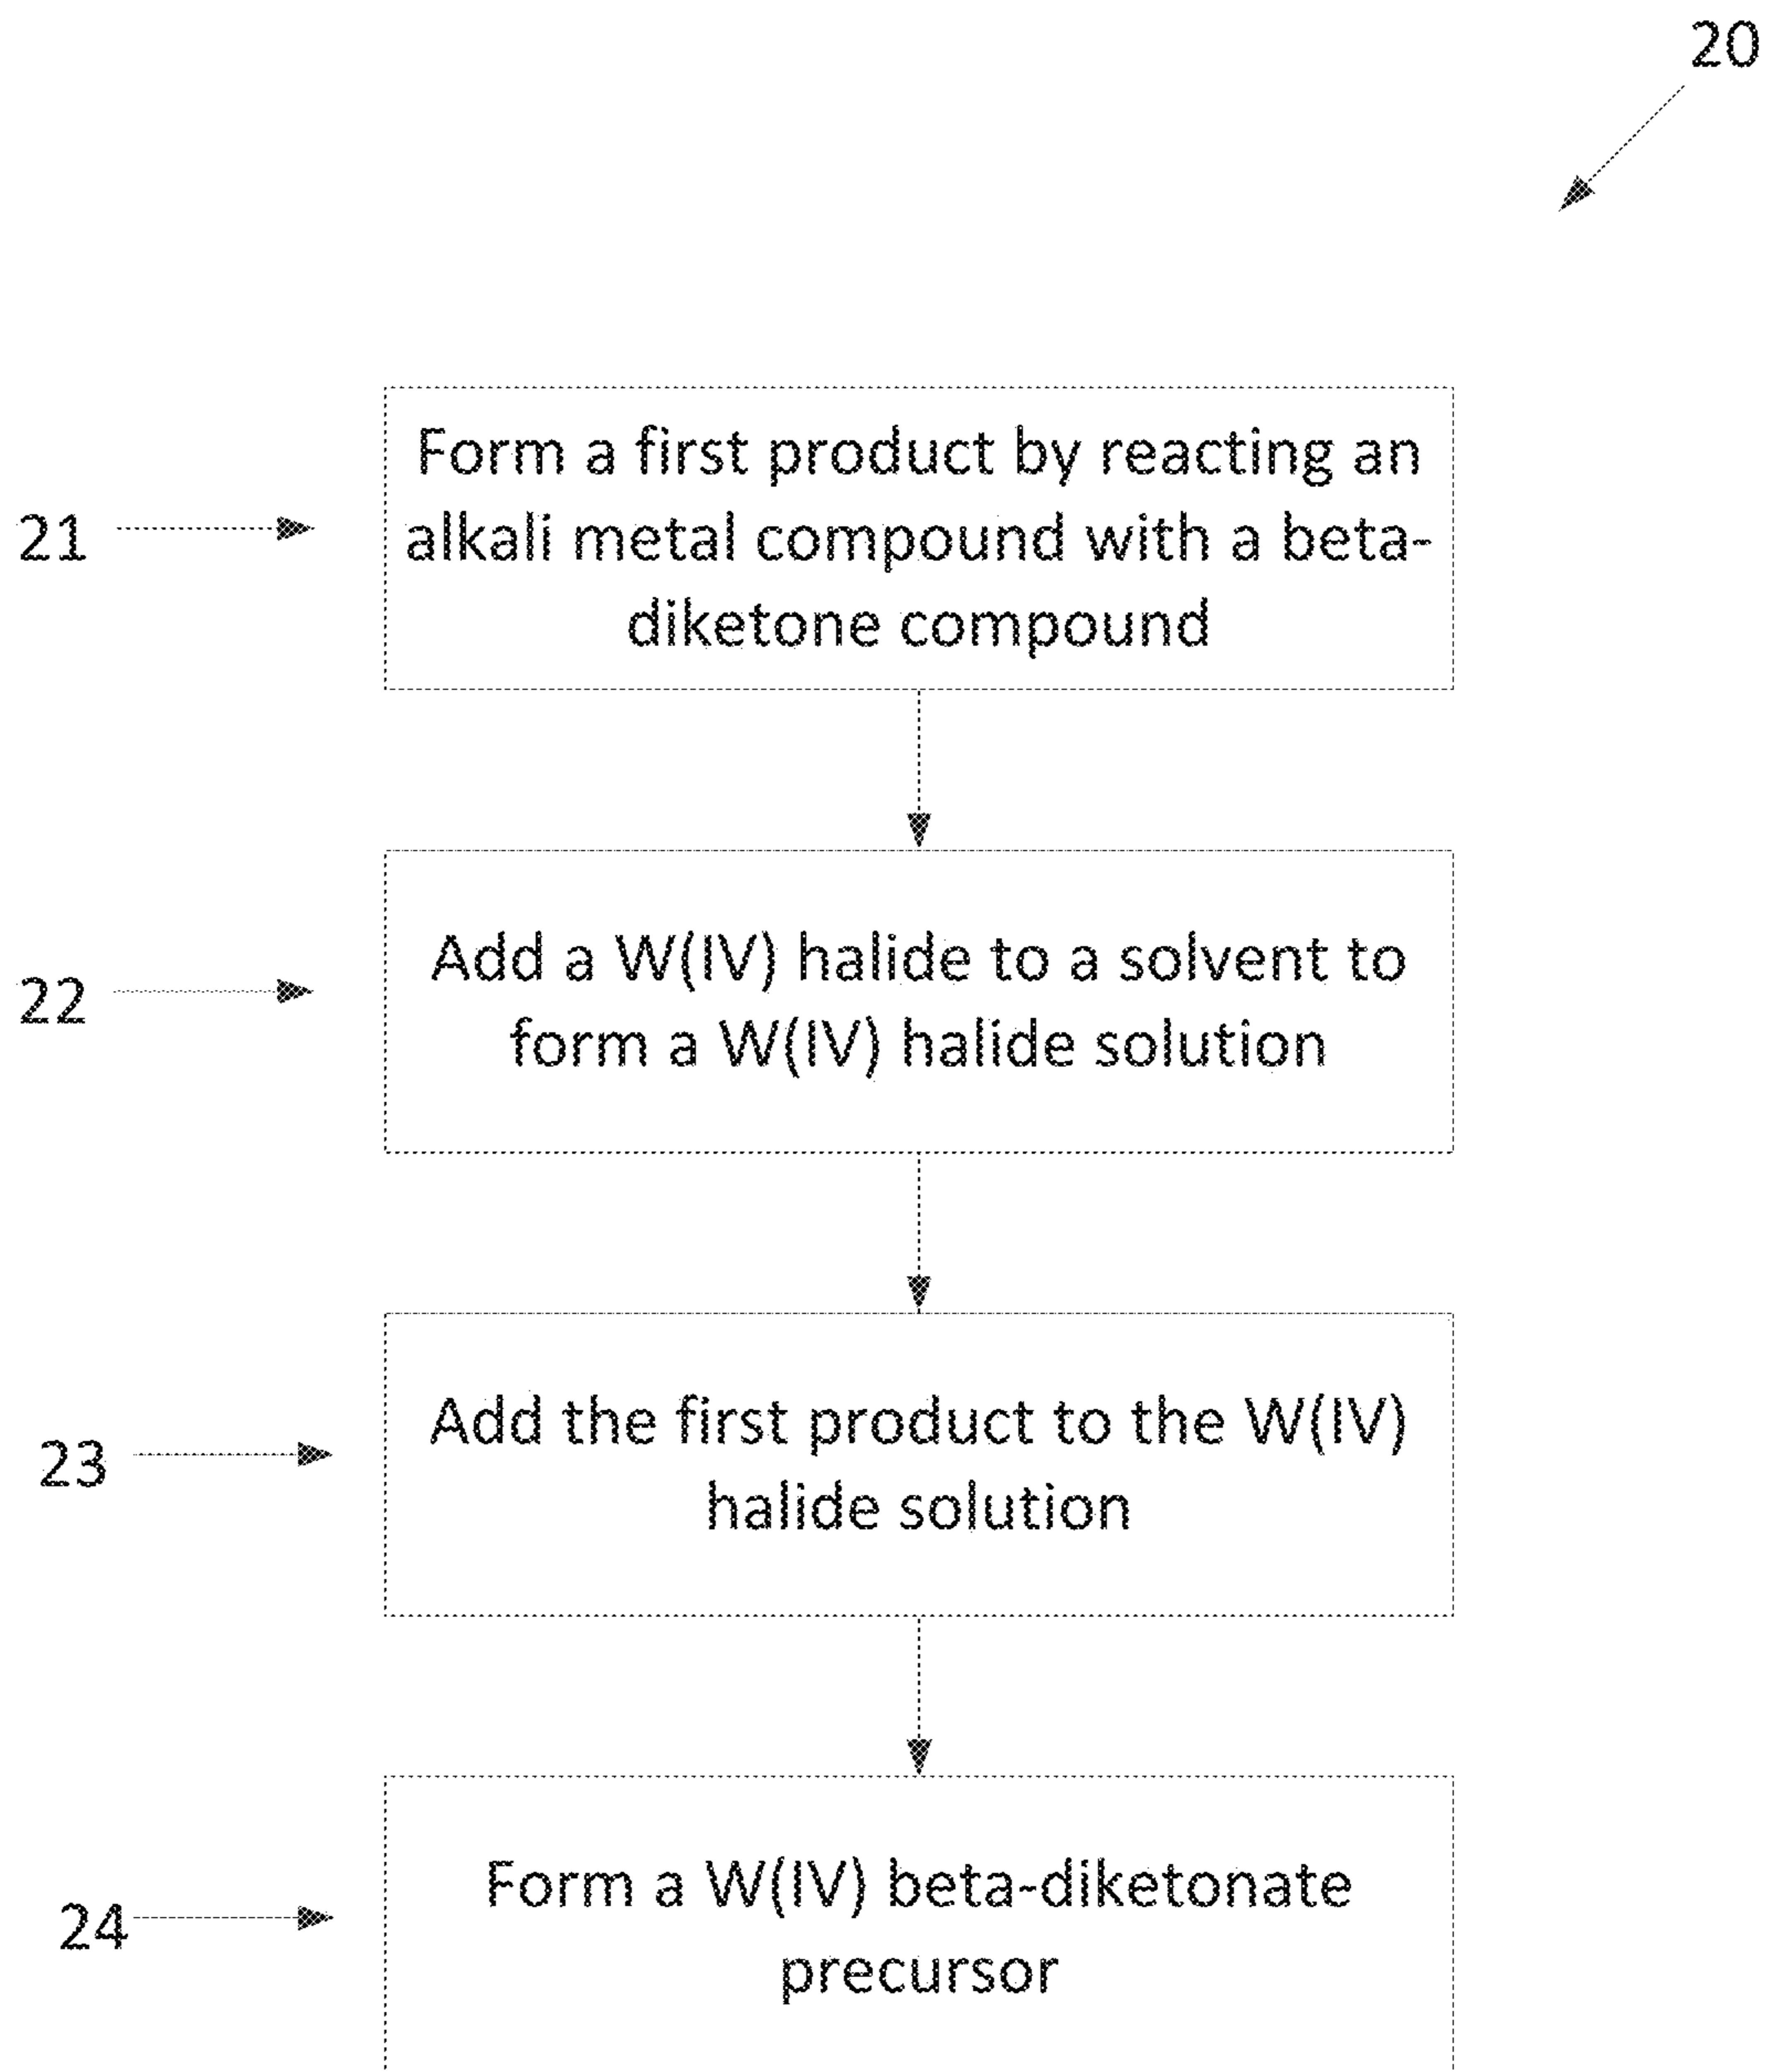 20
21
Form a first product by reacting an
alkali metal compound with a beta-
diketone compound
22
Add a W(IV) halide to a solvent to
form a W(IV) halide solution
23
Add the first product to the W(IV)
halide solution
24
Form a W(IV) beta-diketonate
precursor